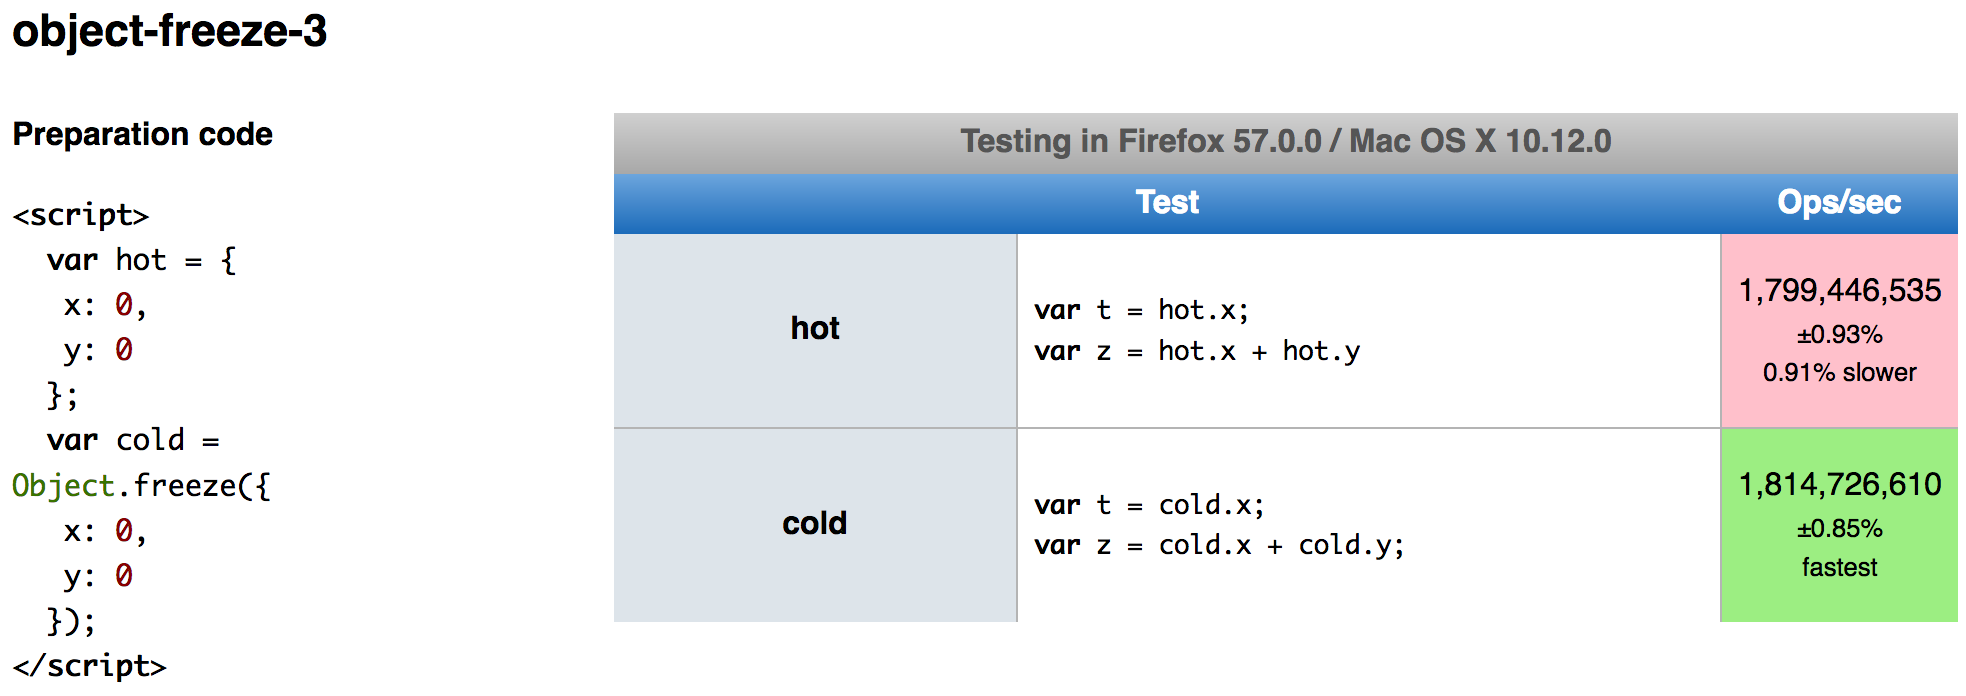 object-freeze-3
Preparation code
<script>
  var hot = {
   x: 0,
   y: 0
  };
  var cold =
Object.freeze({
   x: 0,
   y: 0
  });
</script>
Testing in Firefox 57.0.0 / Mac OS X 10.12.0
Test Ops/sec
hot
var t = hot.x;
var z = hot.x + hot.y
1,799,446,535
±0.93%
0.91% slower
cold
var t = cold.x;
var z = cold.x + cold.y;
1,814,726,610
±0.85%
fastest